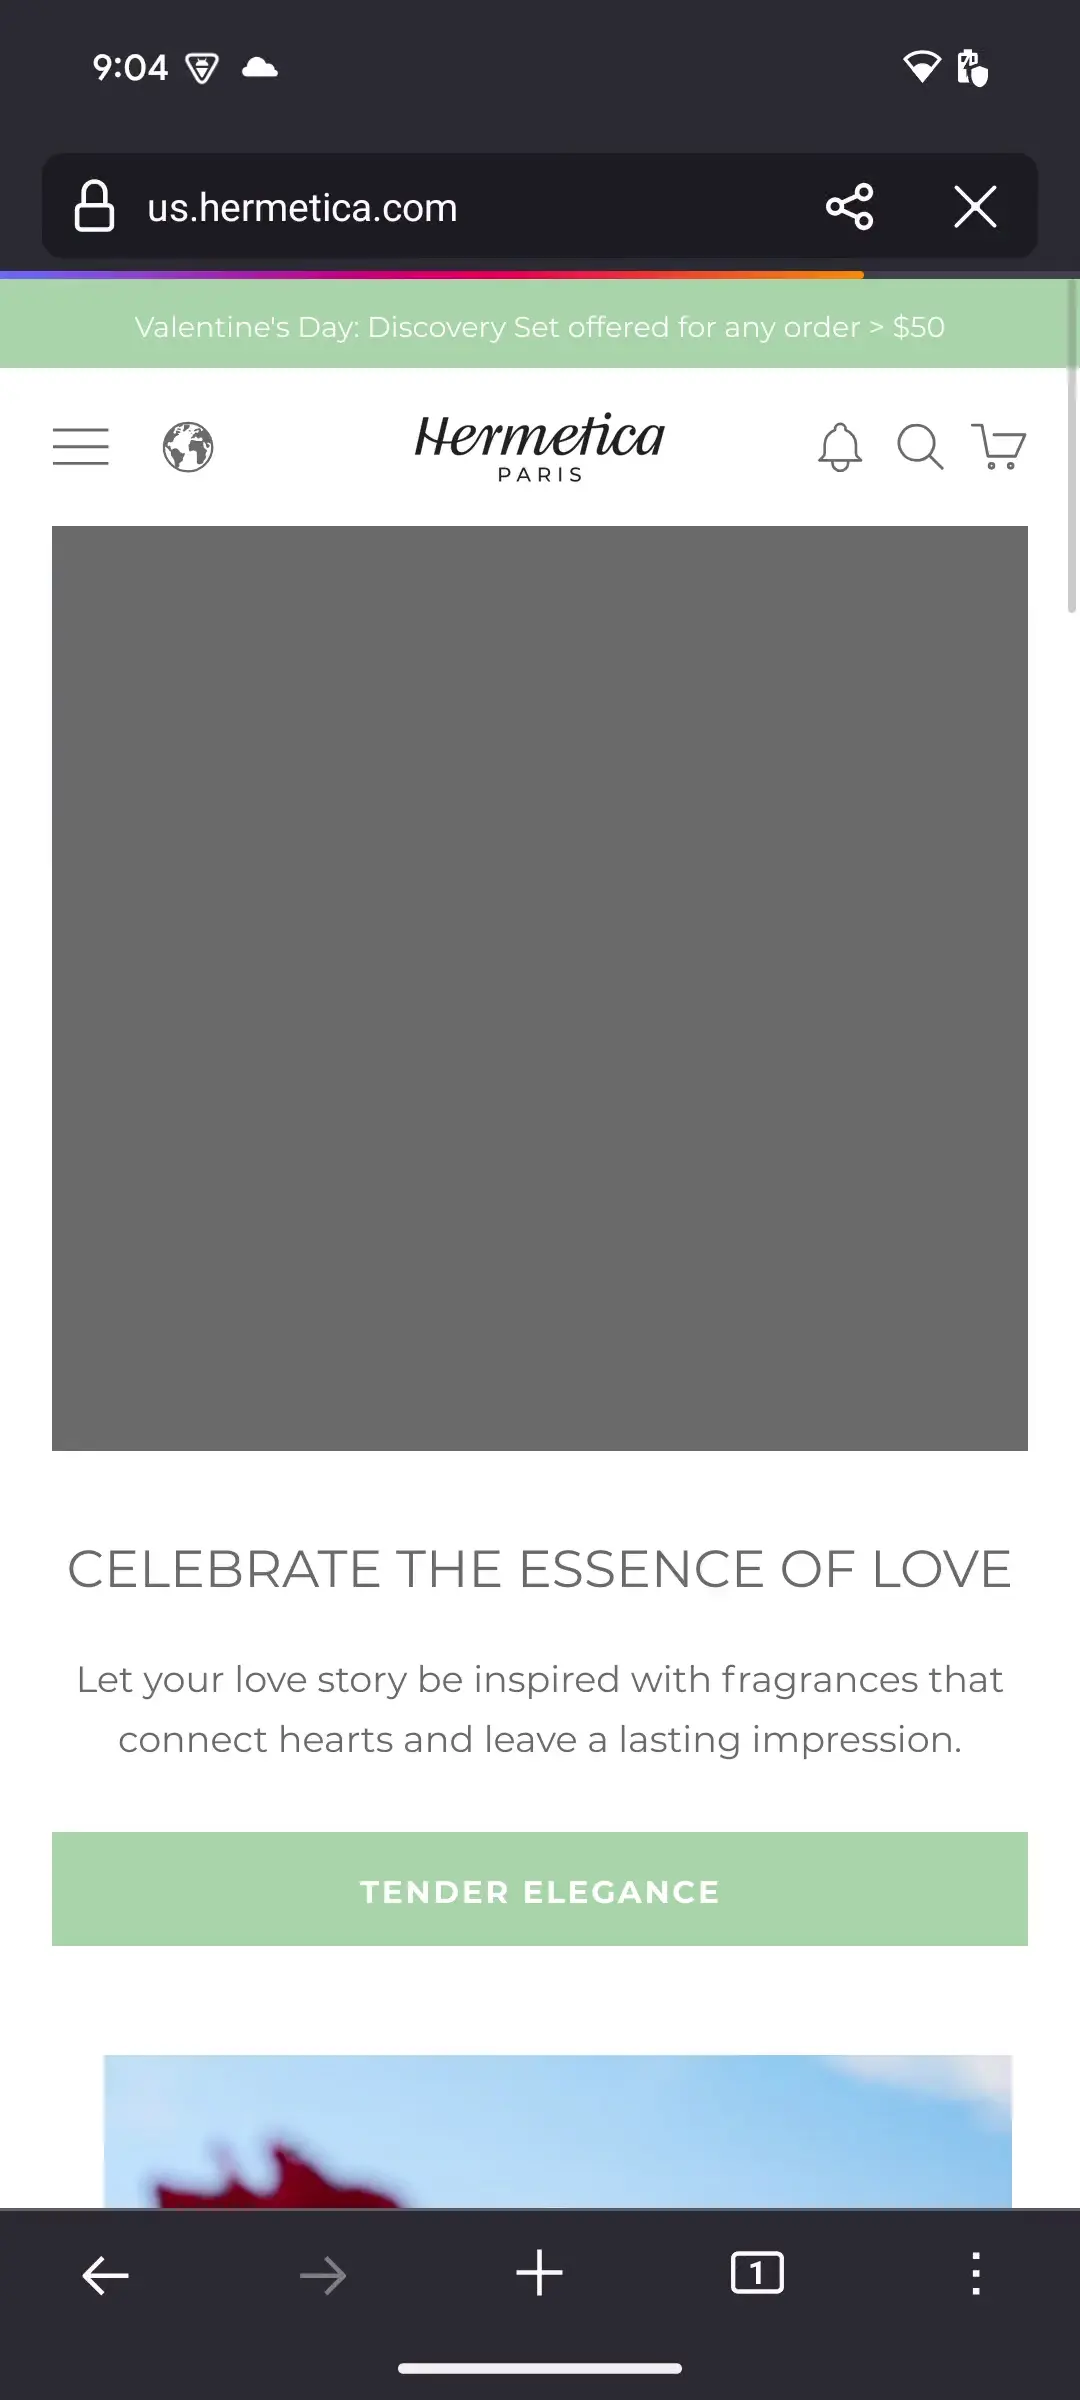 9:04
us.hermetica.com
Valentine's Day: Discovery Set offered for any order > $50
Hermetica
PARIS
CELEBRATE THE ESSENCE OF LOVE
Let your love story be inspired with fragrances that
connect hearts and leave a lasting impression.
TENDER ELEGANCE
1